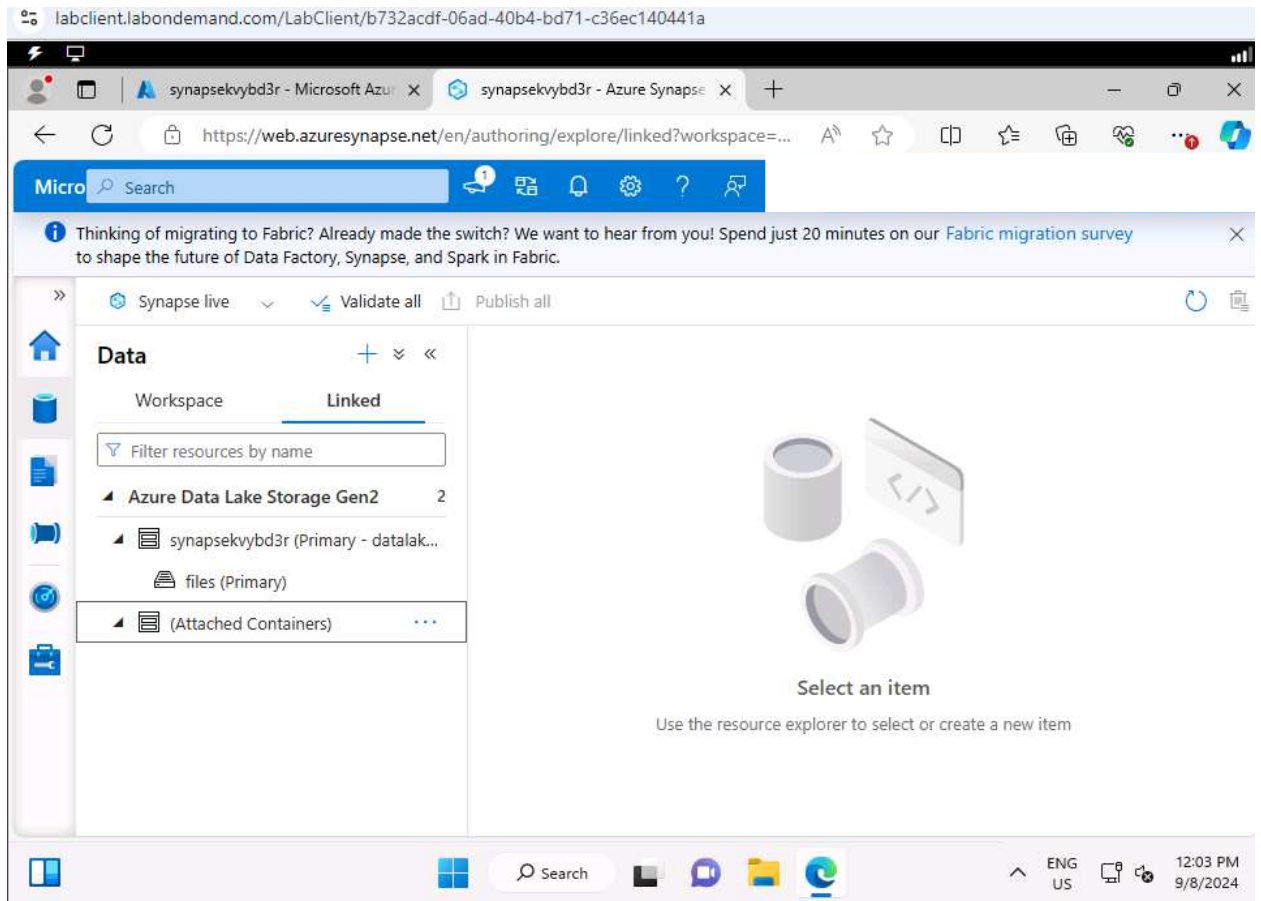 labclient.labondemand.com/LabClient/b732acdf-06ad-40b4-bd71-c36ec140441a
synapsekvybd3r - Microsoft Azur
synapsekvybd3r - Azure Synapse
https://web.azuresynapse.net/en/authoring/explore/linked?workspace=...
Micro
Search
1
Thinking of migrating to Fabric? Already made the switch? We want to hear from you! Spend just 20 minutes on our Fabric migration survey
to shape the future of Data Factory, Synapse, and Spark in Fabric.
Synapse live
Validate all
Publish all
Data
Workspace
Linked
Filter resources by name
Azure Data Lake Storage Gen2 2
synapsekvybd3r (Primary - datalak...
files (Primary)
(Attached Containers)
Select an item
Use the resource explorer to select or create a new item
Search
ENG
US
12:03 PM
9/8/2024